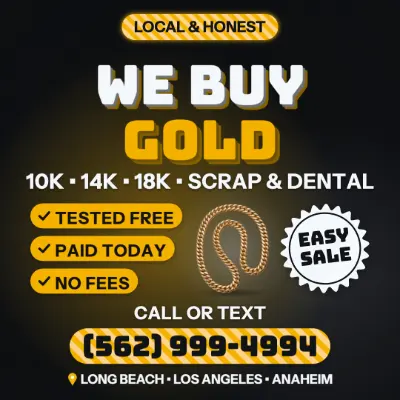 LOCAL & HONEST
WE BUY
GOLD
10K ▪ 14K ▪ 18K ▪ SCRAP & DENTAL
✓ TESTED FREE
✓ PAID TODAY
✓ NO FEES
EASY
SALE
CALL OR TEXT
(562) 999-4994
LONG BEACH ▪ LOS ANGELES ▪ ANAHEIM